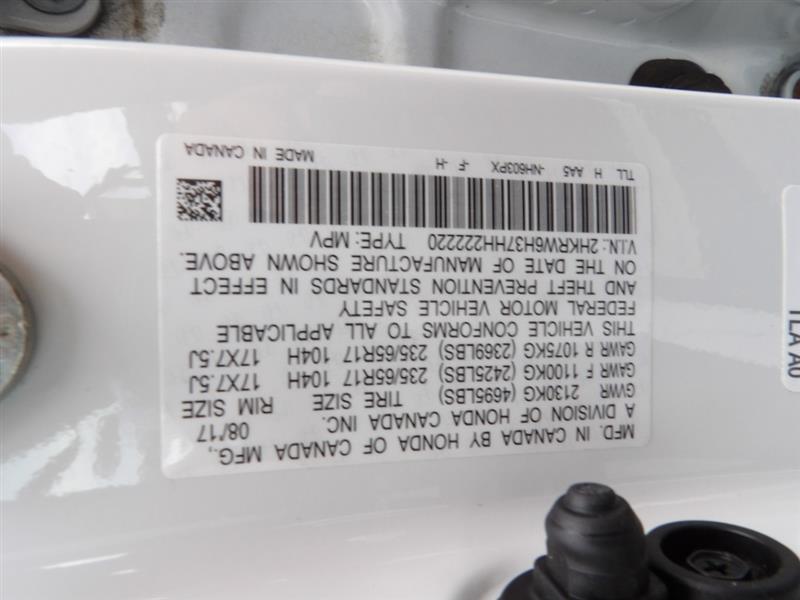 MFD. IN CANADA BY HONDA OF CANADA MFG.,
A DIVISION OF HONDA CANADA INC. 08/17
GVWR 2130KG (4695LBS) TIRE SIZE RIM SIZE
GAWR F 1100KG (2425LBS) 235/65R17 104H 17X7.5J
GAWR R 1075KG (2369LBS) 235/65R17 104H 17X7.5J
THIS VEHICLE CONFORMS TO ALL APPLICABLE
FEDERAL MOTOR VEHICLE SAFETY
AND THEFT PREVENTION STANDARDS IN EFFECT
ON THE DATE OF MANUFACTURE SHOWN ABOVE.
V.I.N.: 2HKRW6H37HH222220 TYPE: MPV
TLL H AA5 -NH603PX -F -H MADE IN CANADA
TLA A0